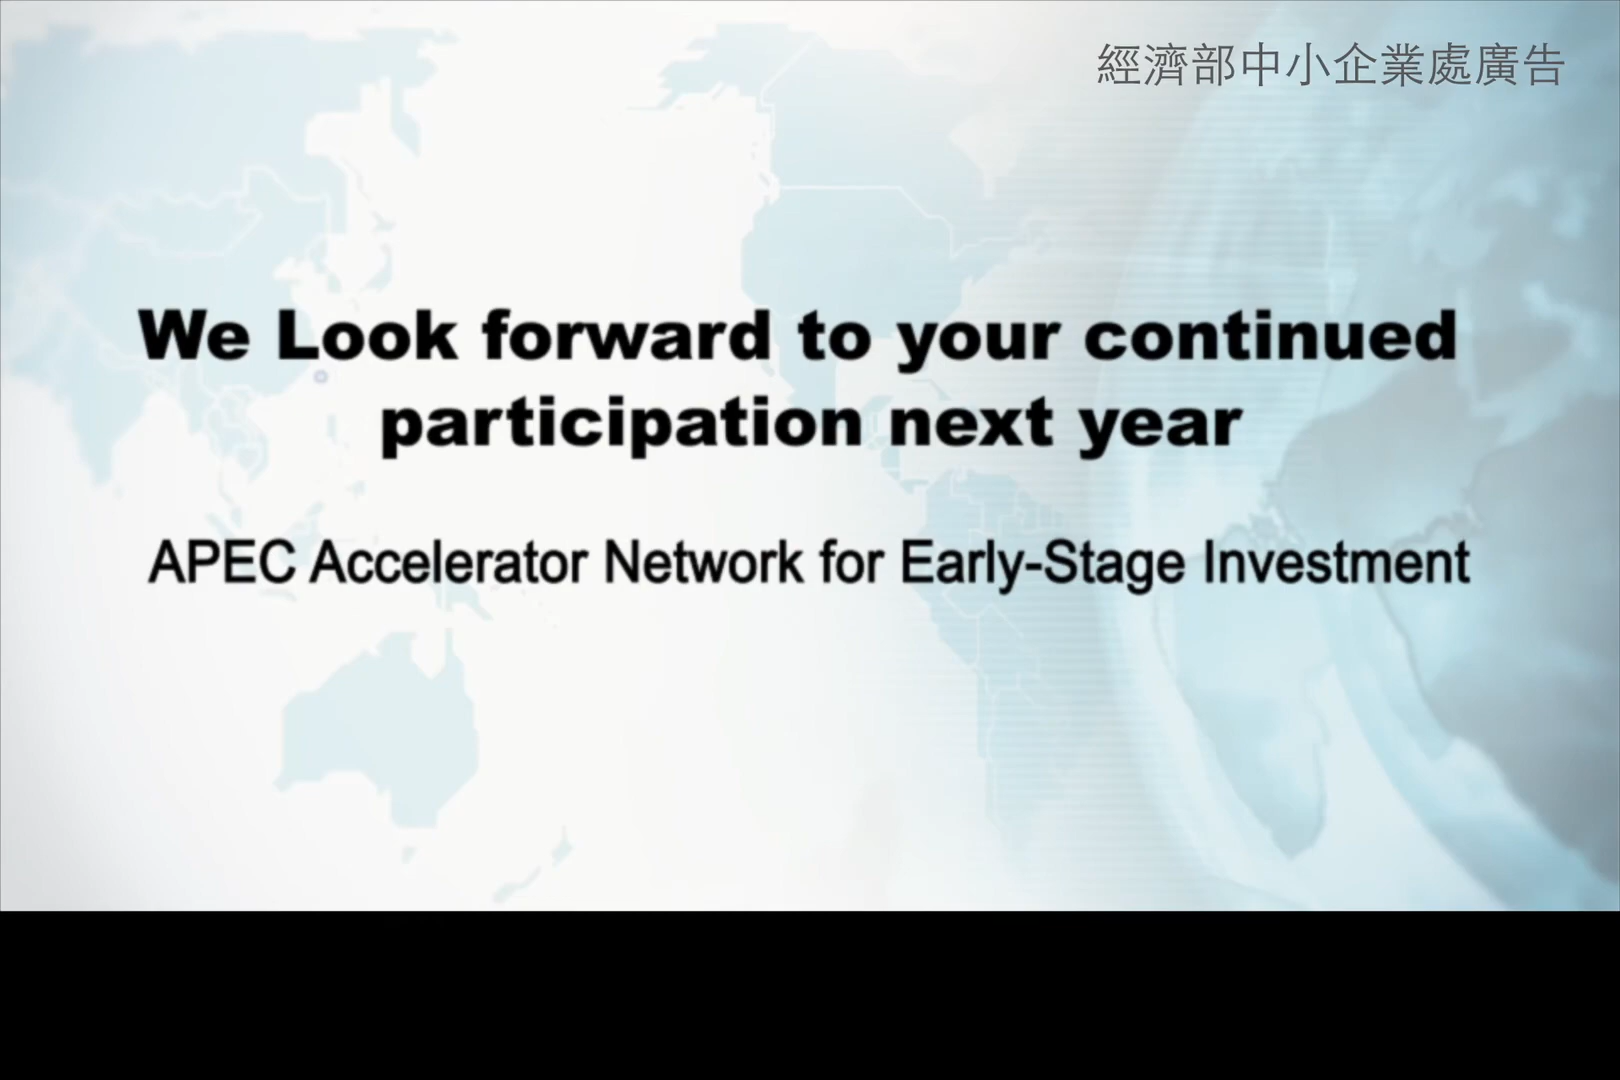 經濟部中小企業處廣告
We Look forward to your continued
participation next year
APEC Accelerator Network for Early-Stage Investment